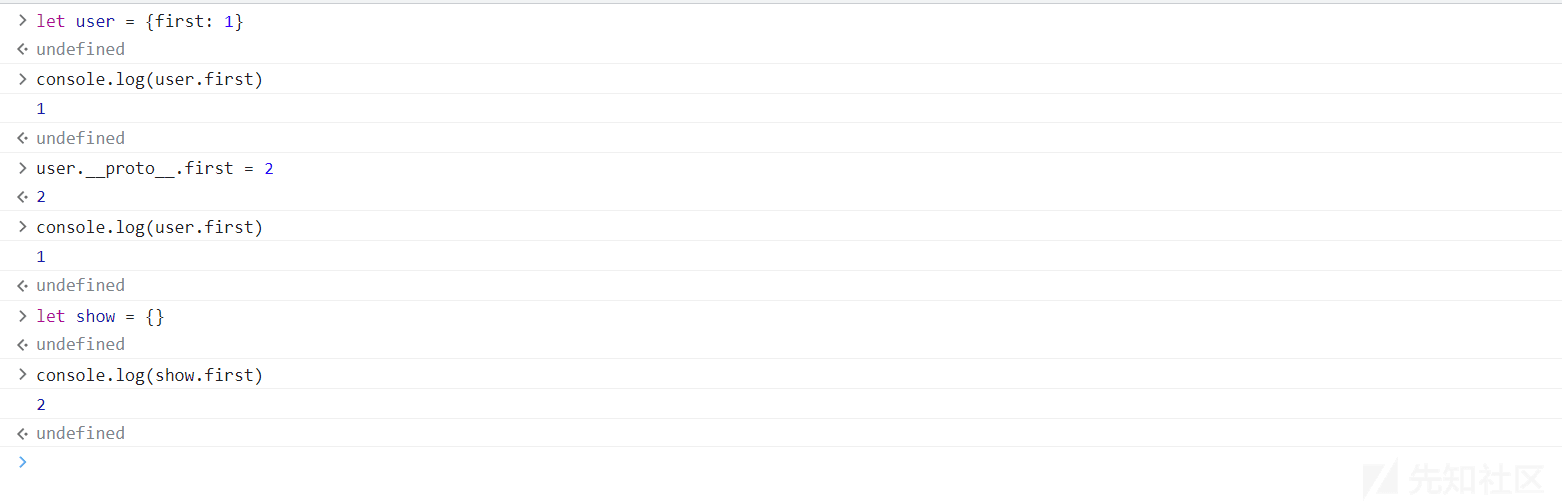 > let user = {first: 1}
undefined
> console.log(user.first)
1
undefined
> user.__proto__.first = 2
2
> console.log(user.first)
1
undefined
> let show = {}
undefined
> console.log(show.first)
2
undefined
>
先知社区